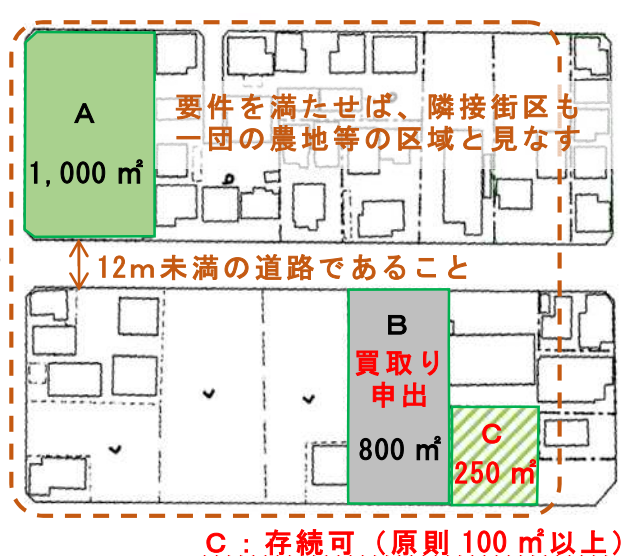 A
1,000 ㎡
要件を満たせば、隣接街区も
一団の農地等の区域と見なす
12m未満の道路であること
B
買取り
申出
800 ㎡
C
250 ㎡
C：存続可（原則 100 ㎡以上）